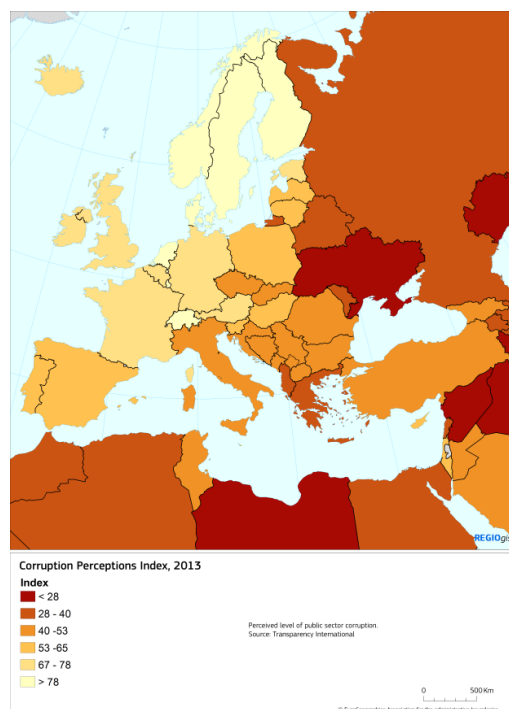 REGIOgis
Corruption Perceptions Index, 2013
Index
< 28
28 - 40
40 -53
53 -65
67 - 78
> 78
Perceived level of public sector corruption.
Source: Transparency International
0 500 Km